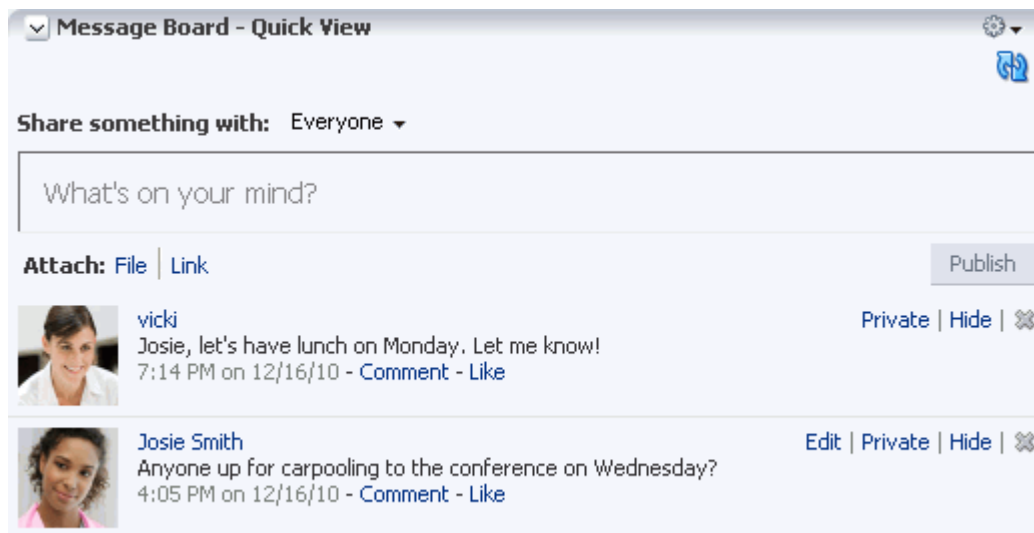 Message Board - Quick View
Share something with: Everyone
What's on your mind?
Attach: File | Link
Publish
vicki
Private | Hide |
Josie, let's have lunch on Monday. Let me know!
7:14 PM on 12/16/10 - Comment - Like
Josie Smith
Edit | Private | Hide |
Anyone up for carpooling to the conference on Wednesday?
4:05 PM on 12/16/10 - Comment - Like